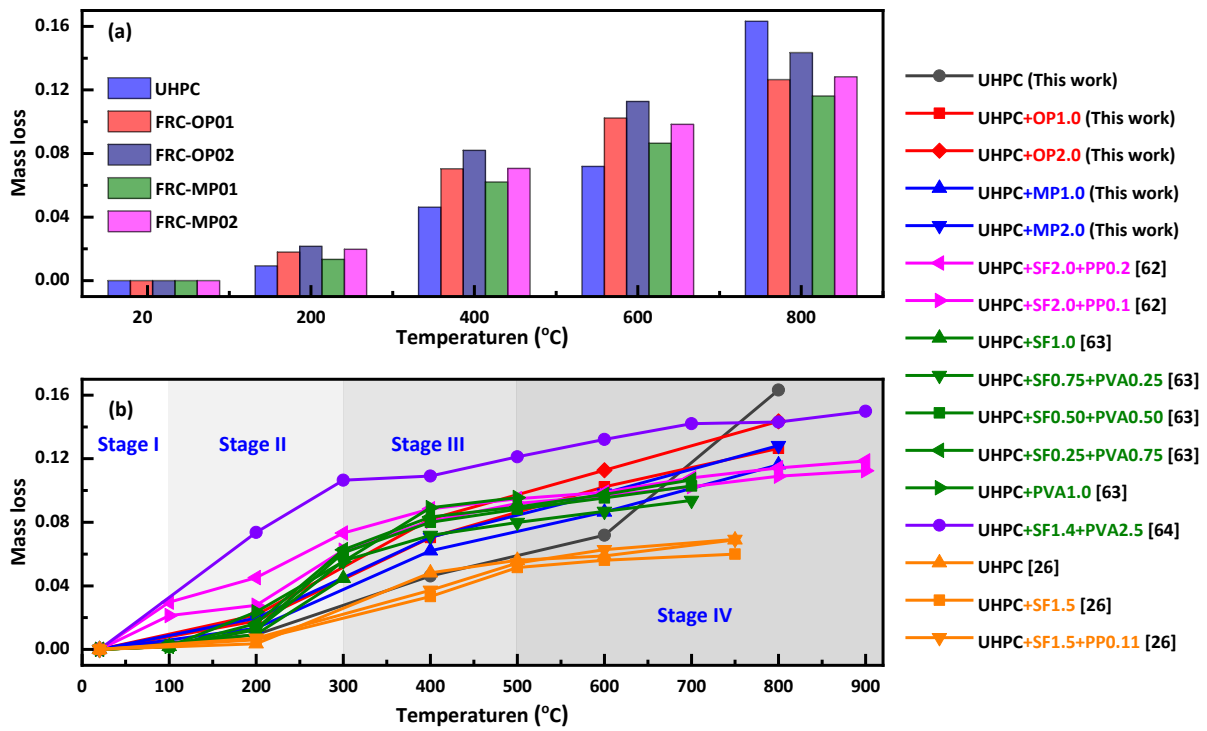 (a)
0.16
0.12
0.08
0.04
0.00
Mass loss
UHPC
FRC-OP01
FRC-OP02
FRC-MP01
FRC-MP02
20 200 400 600 800
Temperaturen (°C)
(b)
0.16
0.12
0.08
0.04
0.00
Mass loss
Stage I Stage II Stage III
Stage IV
0 100 200 300 400 500 600 700 800 900
Temperaturen (°C)
UHPC (This work)
UHPC+OP1.0 (This work)
UHPC+OP2.0 (This work)
UHPC+MP1.0 (This work)
UHPC+MP2.0 (This work)
UHPC+SF2.0+PP0.2 [62]
UHPC+SF2.0+PP0.1 [62]
UHPC+SF1.0 [63]
UHPC+SF0.75+PVA0.25 [63]
UHPC+SF0.50+PVA0.50 [63]
UHPC+SF0.25+PVA0.75 [63]
UHPC+PVA1.0 [63]
UHPC+SF1.4+PVA2.5 [64]
UHPC [26]
UHPC+SF1.5 [26]
UHPC+SF1.5+PP0.11 [26]